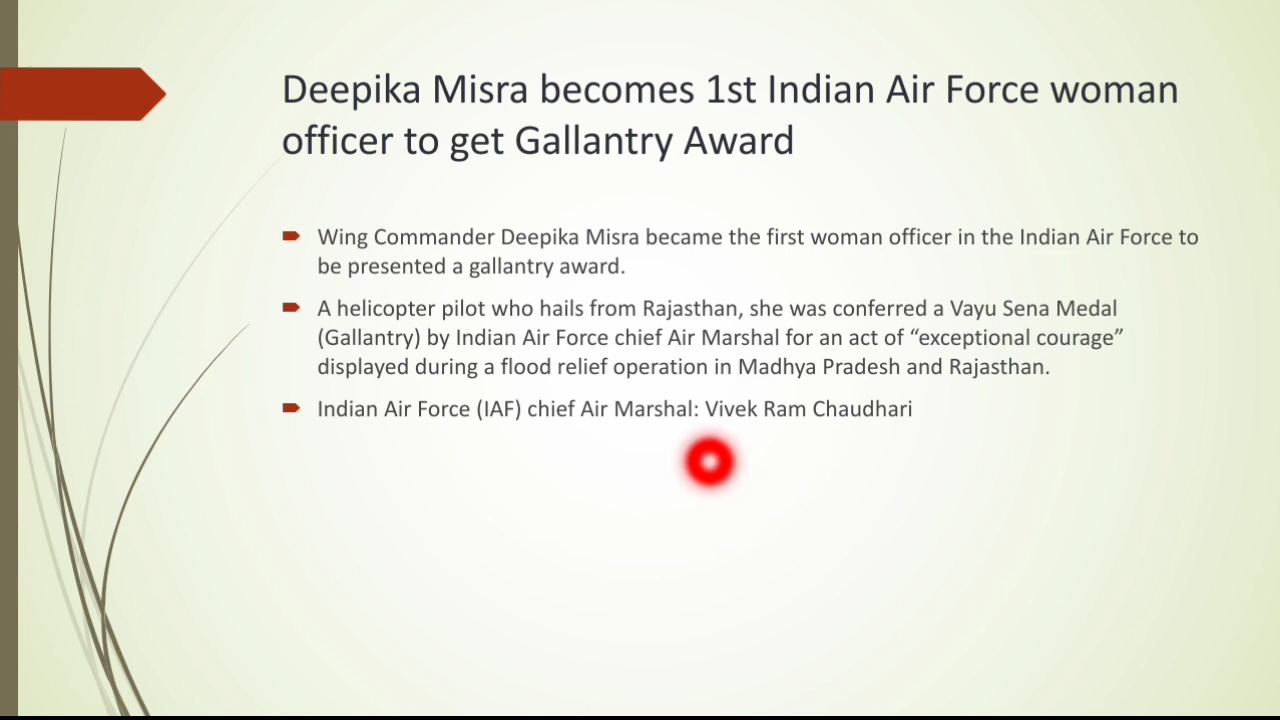 Deepika Misra becomes 1st Indian Air Force woman
officer to get Gallantry Award
Wing Commander Deepika Misra became the first woman officer in the Indian Air Force to
be presented a gallantry award.
A helicopter pilot who hails from Rajasthan, she was conferred a Vayu Sena Medal
(Gallantry) by Indian Air Force chief Air Marshal for an act of “exceptional courage”
displayed during a flood relief operation in Madhya Pradesh and Rajasthan.
Indian Air Force (IAF) chief Air Marshal: Vivek Ram Chaudhari